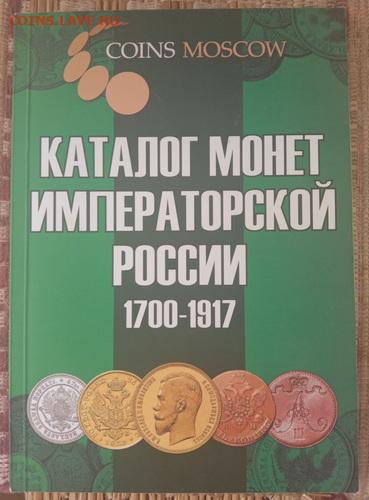 COINS.LAVE.RU
COINS MOSCOW
КАТАЛОГ МОНЕТ
ИМПЕРАТОРСКОЙ
РОССИИ
1700-1917